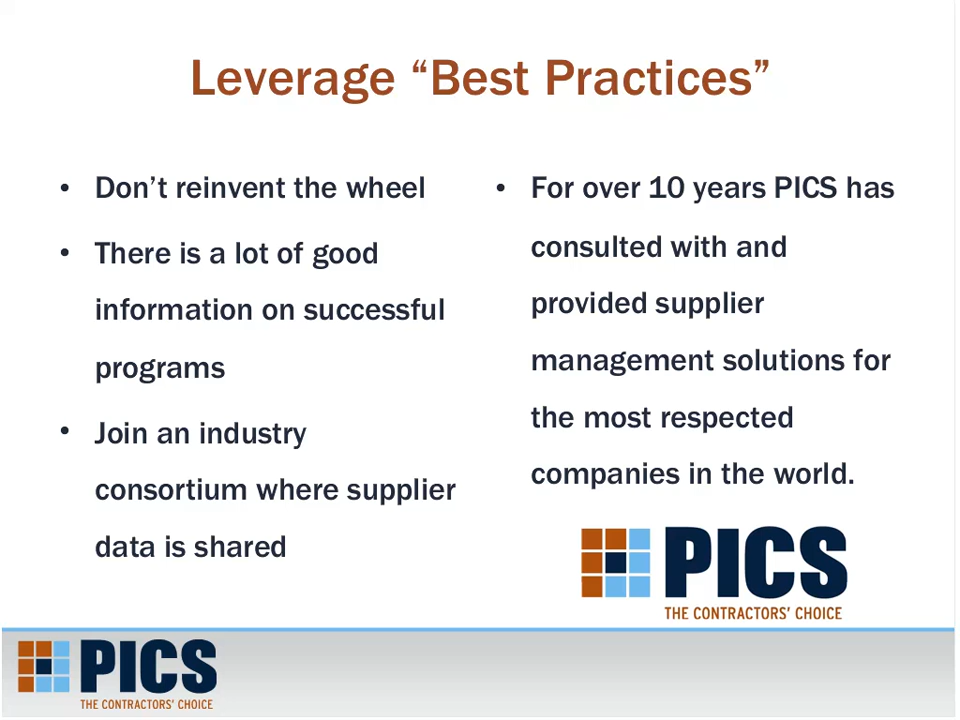 Leverage “Best Practices”
• Don’t reinvent the wheel
• There is a lot of good
information on successful
programs
• Join an industry
consortium where supplier
data is shared
• For over 10 years PICS has
consulted with and
provided supplier
management solutions for
the most respected
companies in the world.
PICS
THE CONTRACTORS’ CHOICE
PICS
THE CONTRACTORS’ CHOICE